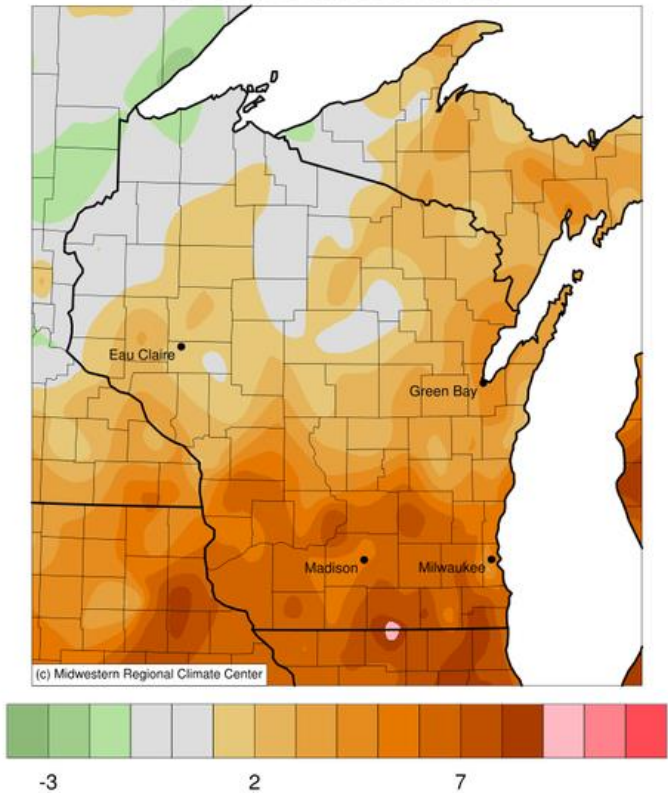 Eau Claire
Green Bay
Madison
Milwaukee
(c) Midwestern Regional Climate Center
-3 2 7